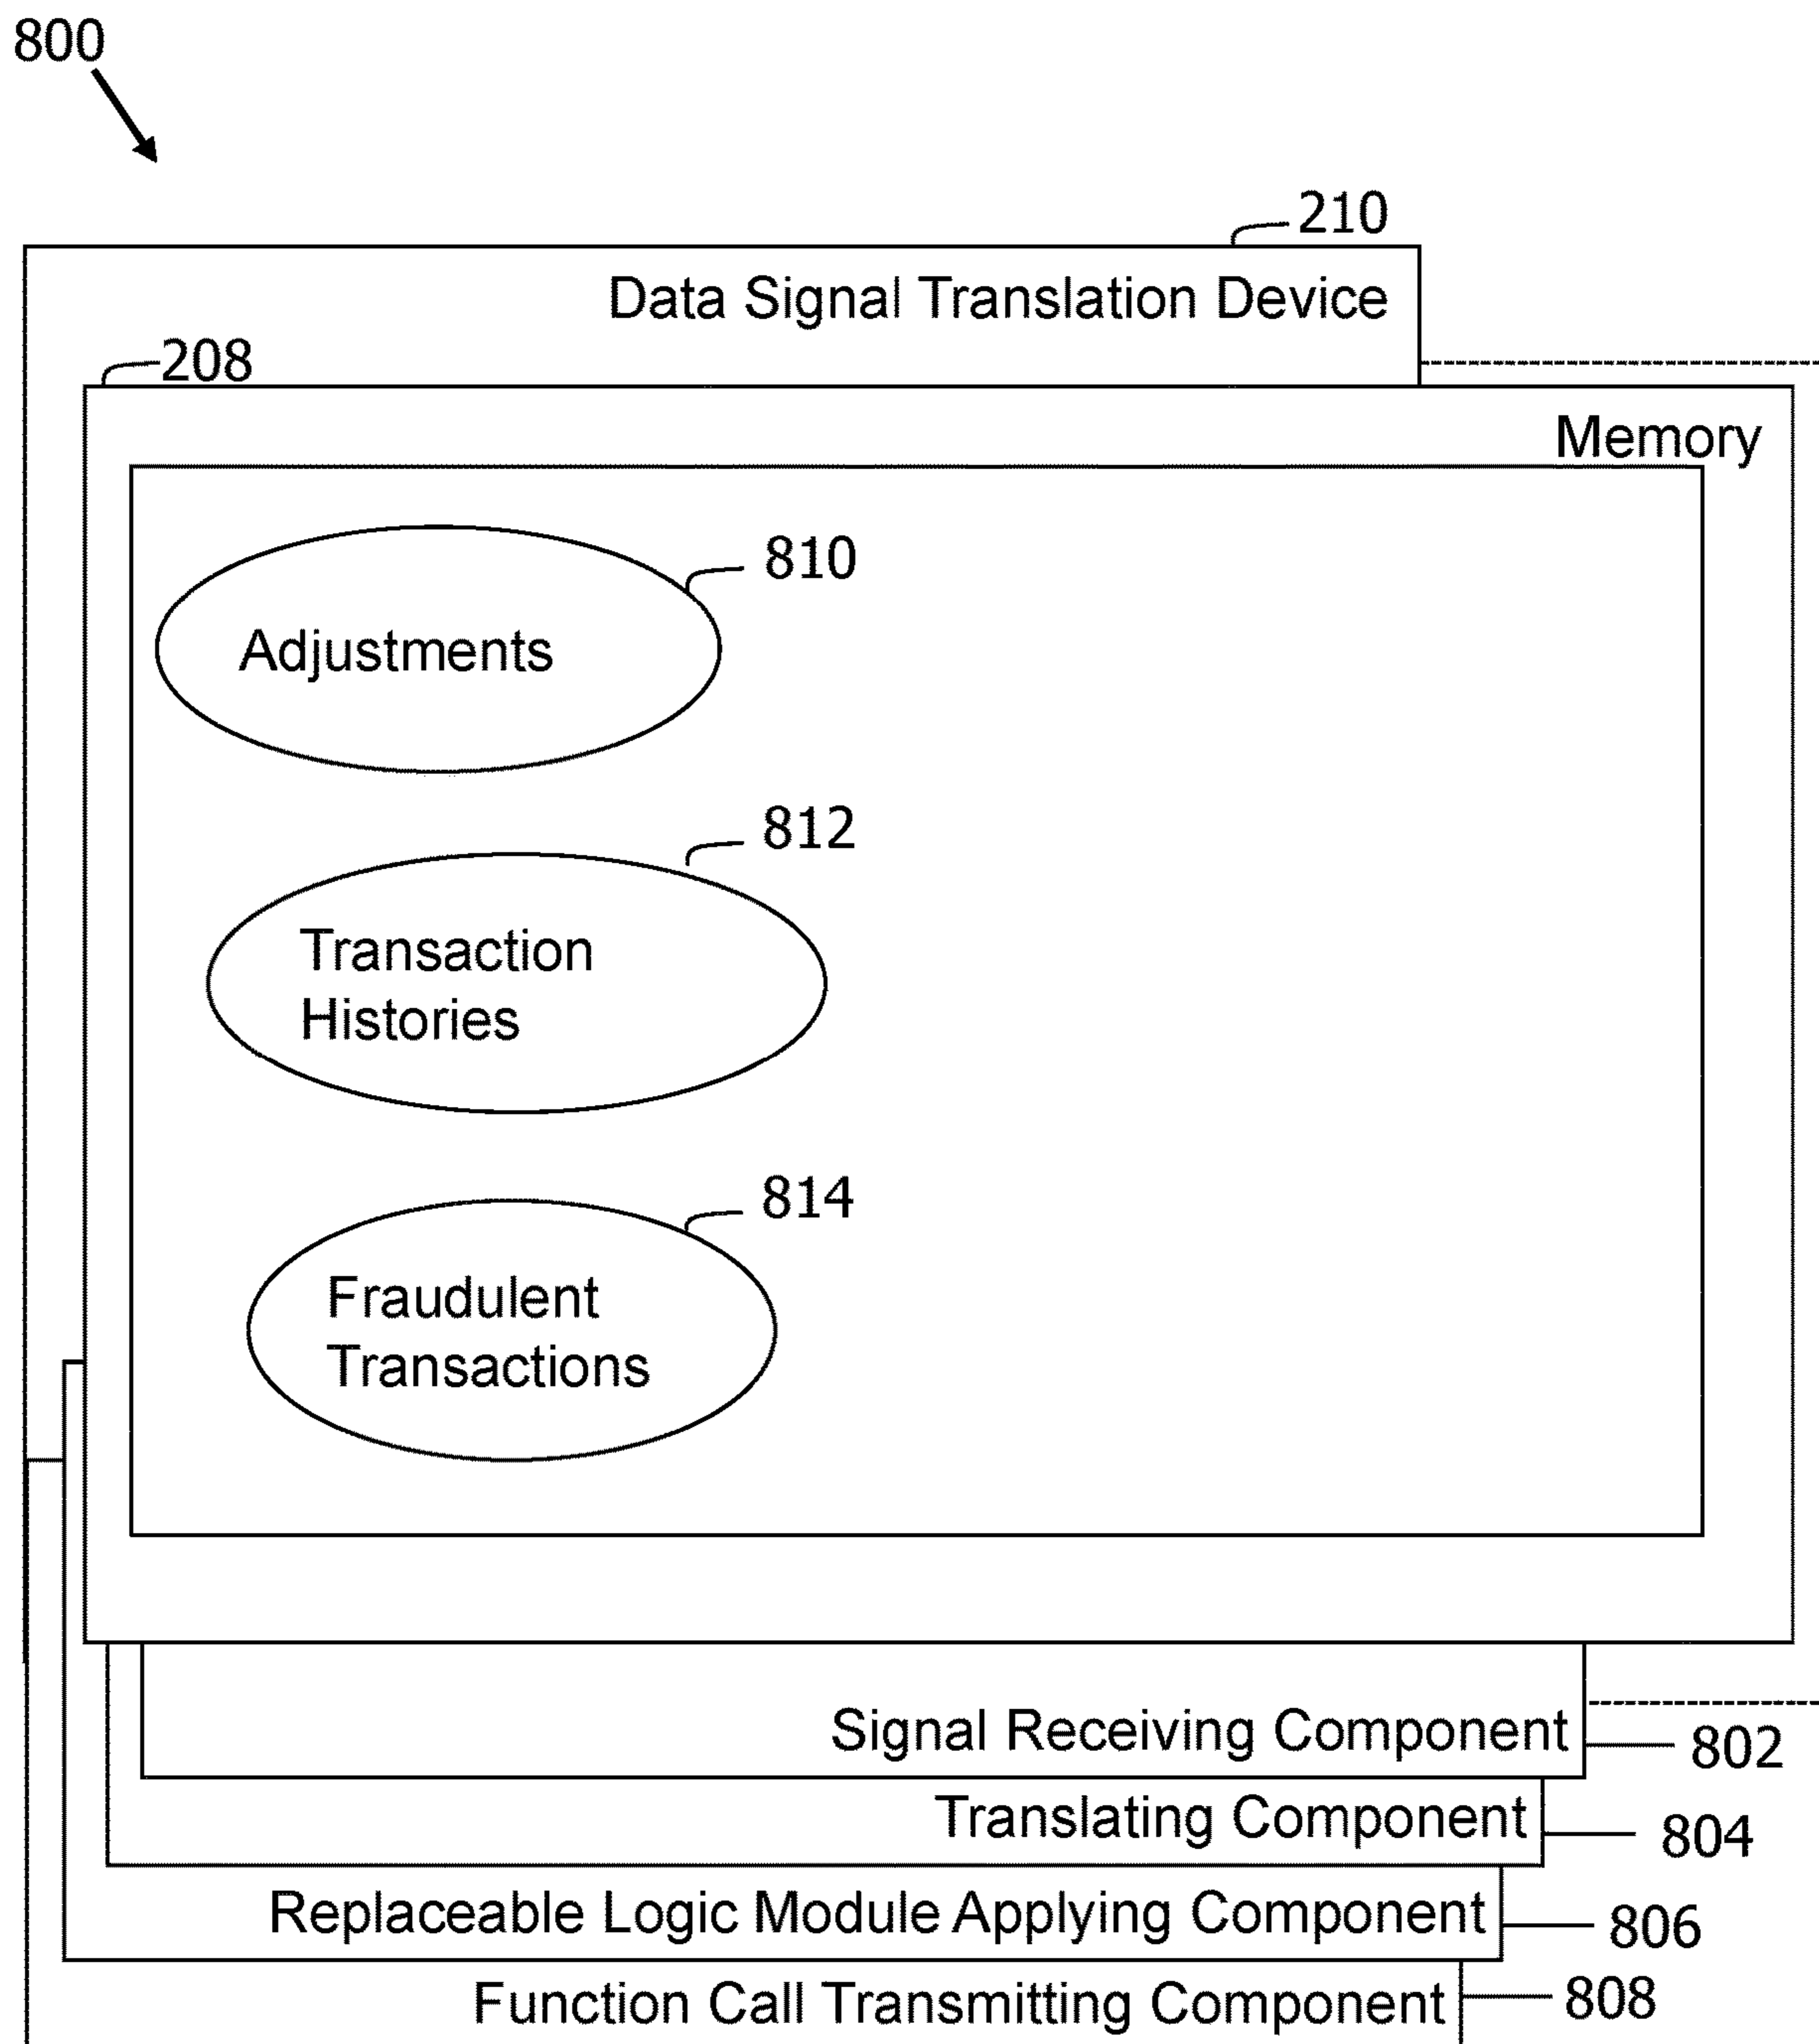 800
210
Data Signal Translation Device
208
Memory
810
Adjustments
812
Transaction
Histories
814
Fraudulent
Transactions
Signal Receiving Component
802
Translating Component
804
Replaceable Logic Module Applying Component
806
Function Call Transmitting Component
808